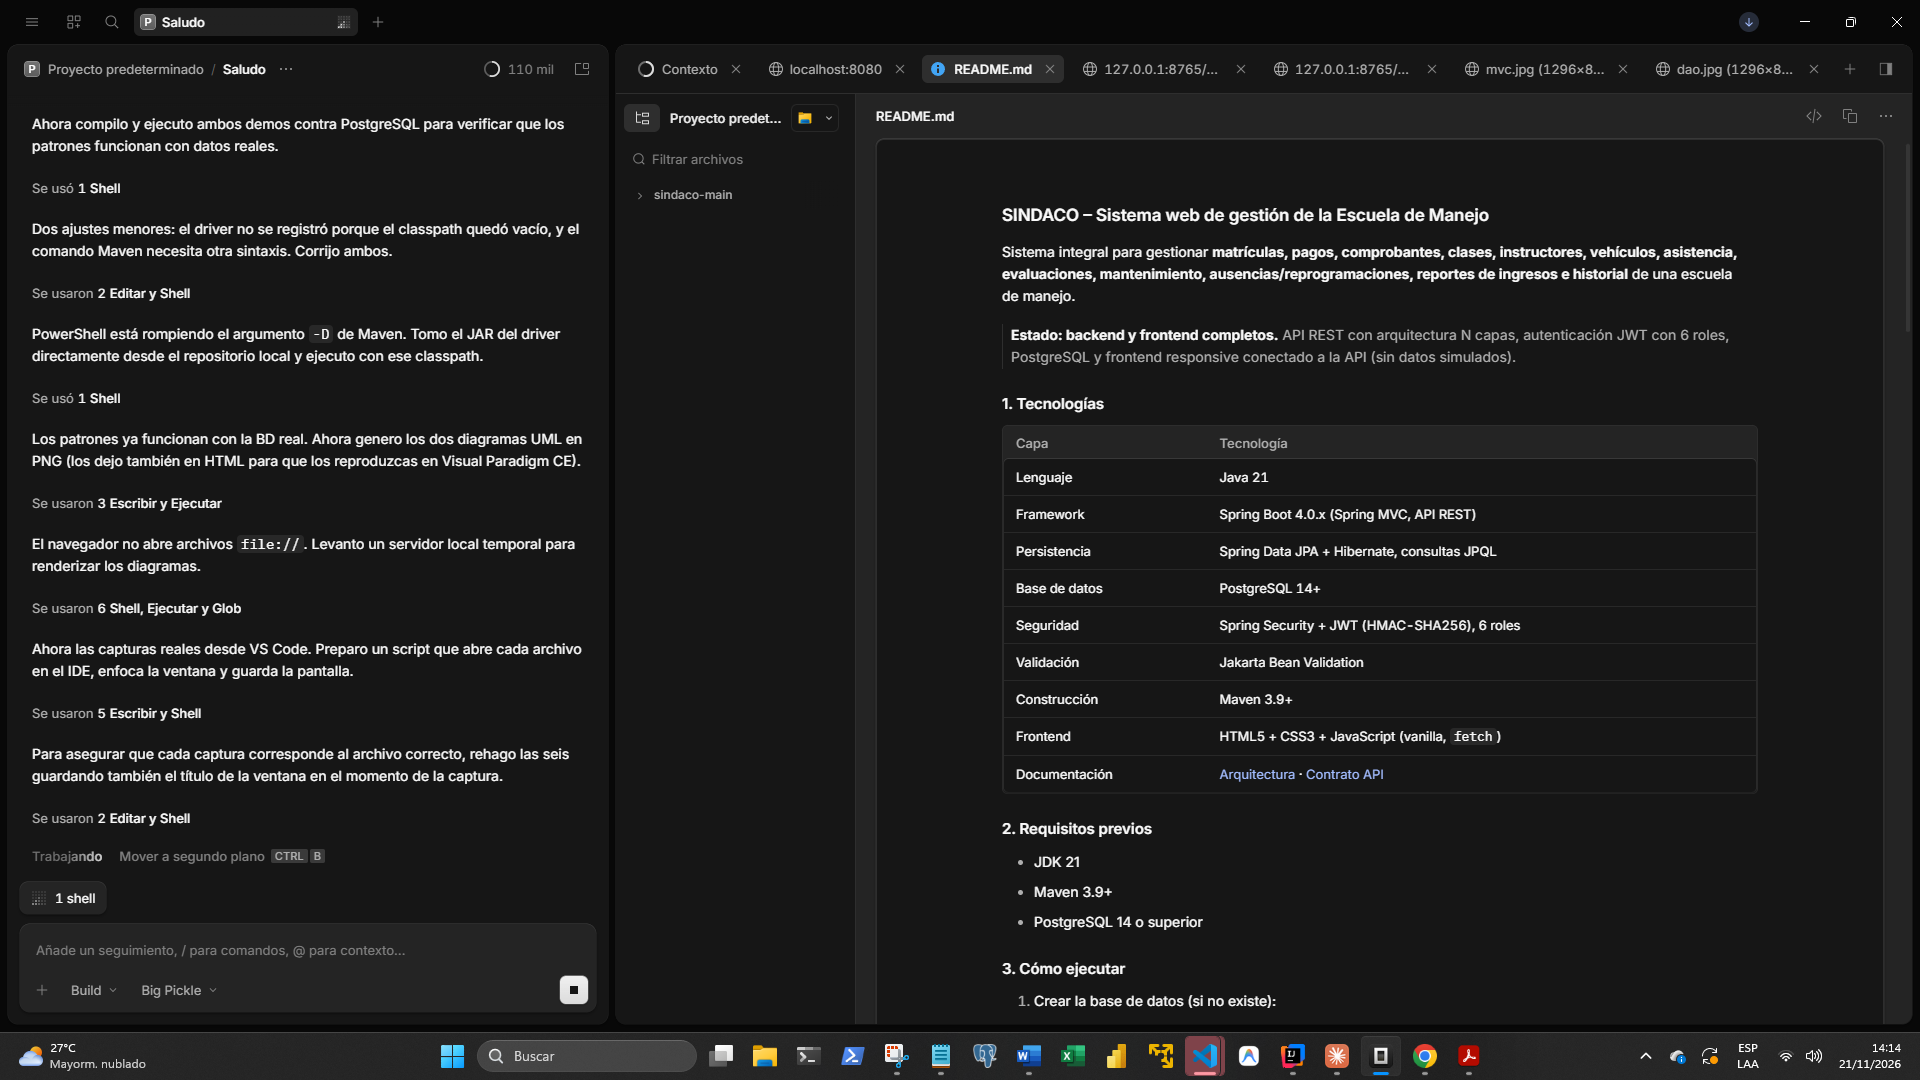 P Saludo
P Proyecto predeterminado / Saludo ··· 110 mil
Ahora compilo y ejecuto ambos demos contra PostgreSQL para verificar que los
patrones funcionan con datos reales.
Se usó 1 Shell
Dos ajustes menores: el driver no se registró porque el classpath quedó vacío, y el
comando Maven necesita otra sintaxis. Corrijo ambos.
Se usaron 2 Editar y Shell
PowerShell está rompiendo el argumento -D de Maven. Tomo el JAR del driver
directamente desde el repositorio local y ejecuto con ese classpath.
Se usó 1 Shell
Los patrones ya funcionan con la BD real. Ahora genero los dos diagramas UML en
PNG (los dejo también en HTML para que los reproduzcas en Visual Paradigm CE).
Se usaron 3 Escribir y Ejecutar
El navegador no abre archivos file://. Levanto un servidor local temporal para
renderizar los diagramas.
Se usaron 6 Shell, Ejecutar y Glob
Ahora las capturas reales desde VS Code. Preparo un script que abre cada archivo
en el IDE, enfoca la ventana y guarda la pantalla.
Se usaron 5 Escribir y Shell
Para asegurar que cada captura corresponde al archivo correcto, rehago las seis
guardando también el título de la ventana en el momento de la captura.
Se usaron 2 Editar y Shell
Trabajando Mover a segundo plano CTRL B
1 shell
Añade un seguimiento, / para comandos, @ para contexto...
Build Big Pickle
Contexto localhost:8080 README.md 127.0.0.1:8765/... 127.0.0.1:8765/... mvc.jpg (1296×8... dao.jpg (1296×8...
Proyecto predet...
Filtrar archivos
sindaco-main
README.md
SINDACO – Sistema web de gestión de la Escuela de Manejo
Sistema integral para gestionar matrículas, pagos, comprobantes, clases, instructores, vehículos, asistencia,
evaluaciones, mantenimiento, ausencias/reprogramaciones, reportes de ingresos e historial de una escuela
de manejo.
Estado: backend y frontend completos. API REST con arquitectura N capas, autenticación JWT con 6 roles,
PostgreSQL y frontend responsive conectado a la API (sin datos simulados).
1. Tecnologías
Capa Tecnología
Lenguaje Java 21
Framework Spring Boot 4.0.x (Spring MVC, API REST)
Persistencia Spring Data JPA + Hibernate, consultas JPQL
Base de datos PostgreSQL 14+
Seguridad Spring Security + JWT (HMAC-SHA256), 6 roles
Validación Jakarta Bean Validation
Construcción Maven 3.9+
Frontend HTML5 + CSS3 + JavaScript (vanilla, fetch)
Documentación Arquitectura · Contrato API
2. Requisitos previos
• JDK 21
• Maven 3.9+
• PostgreSQL 14 o superior
3. Cómo ejecutar
1. Crear la base de datos (si no existe):
27°C
Mayorm. nublado
Buscar
ESP
LAA
14:14
21/11/2026